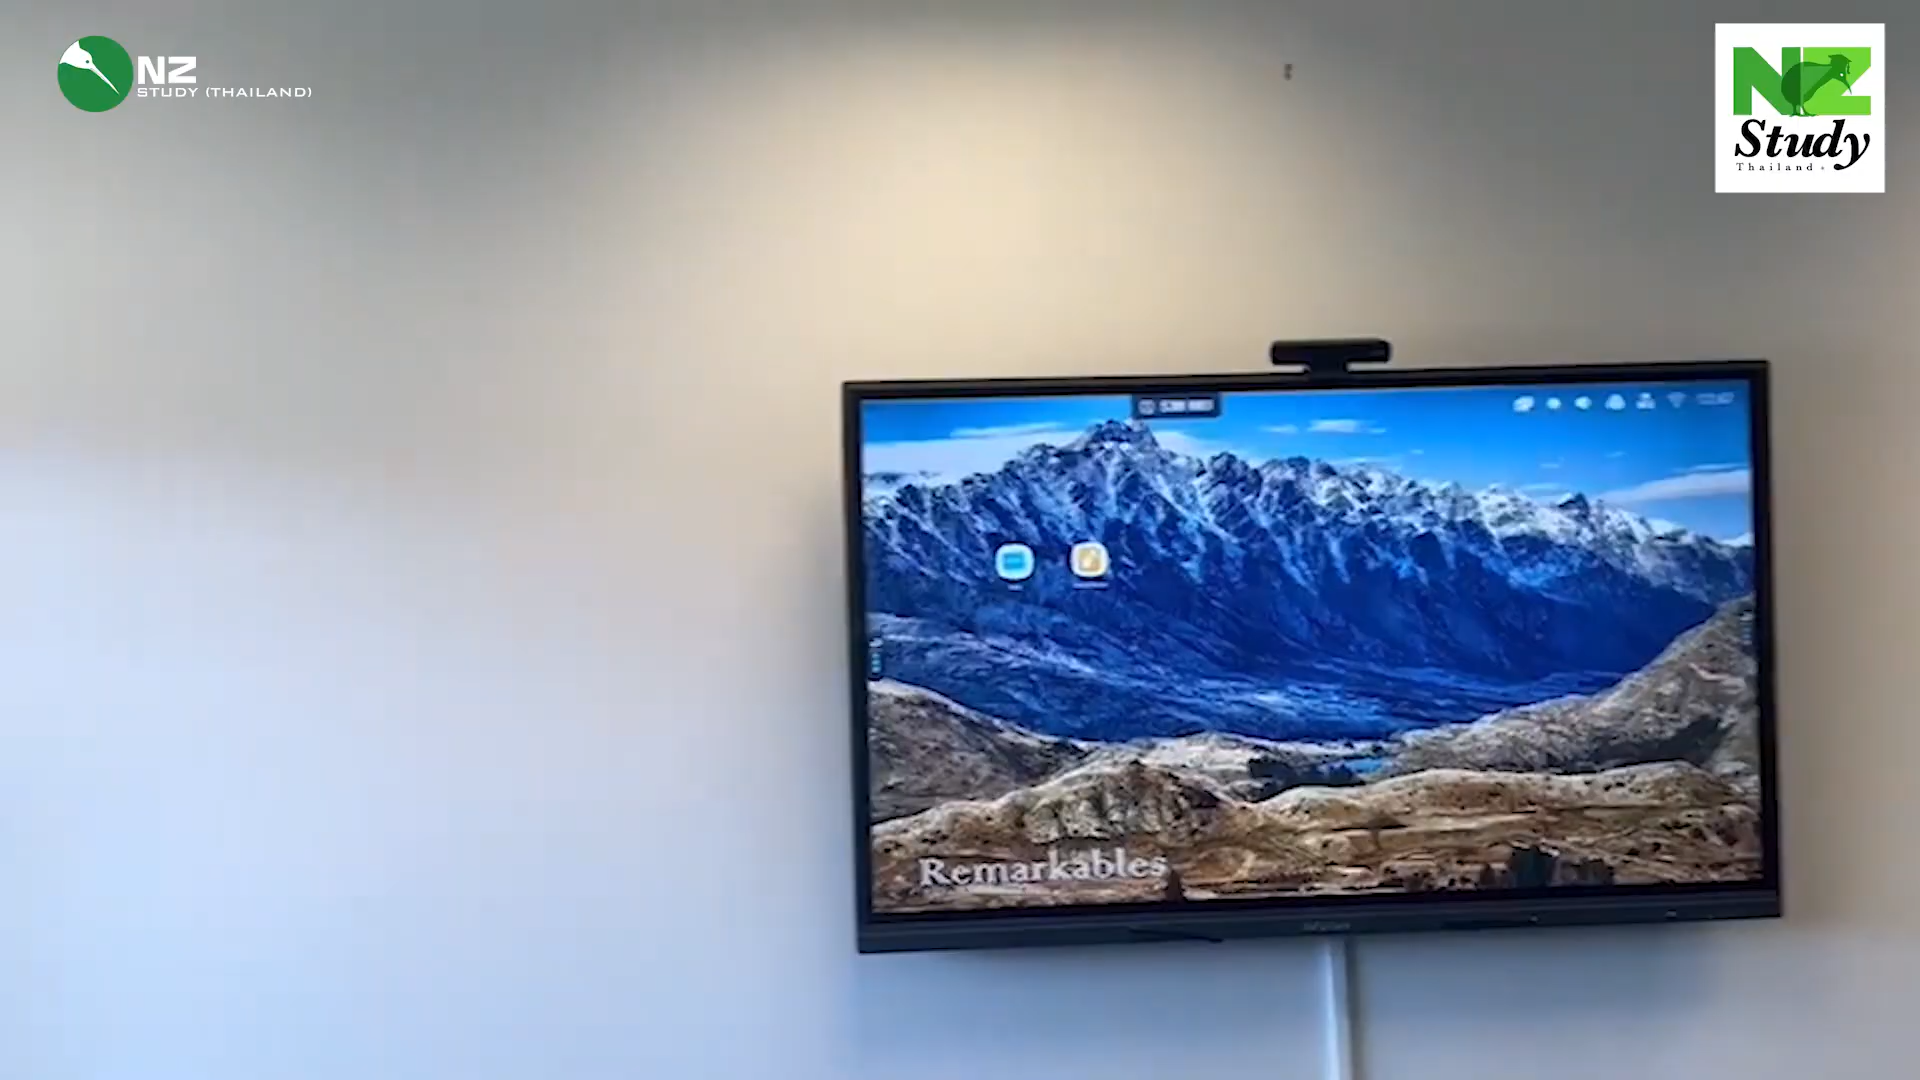 NZ
STUDY (THAILAND)
NZ
Study
Thailand
Remarkables